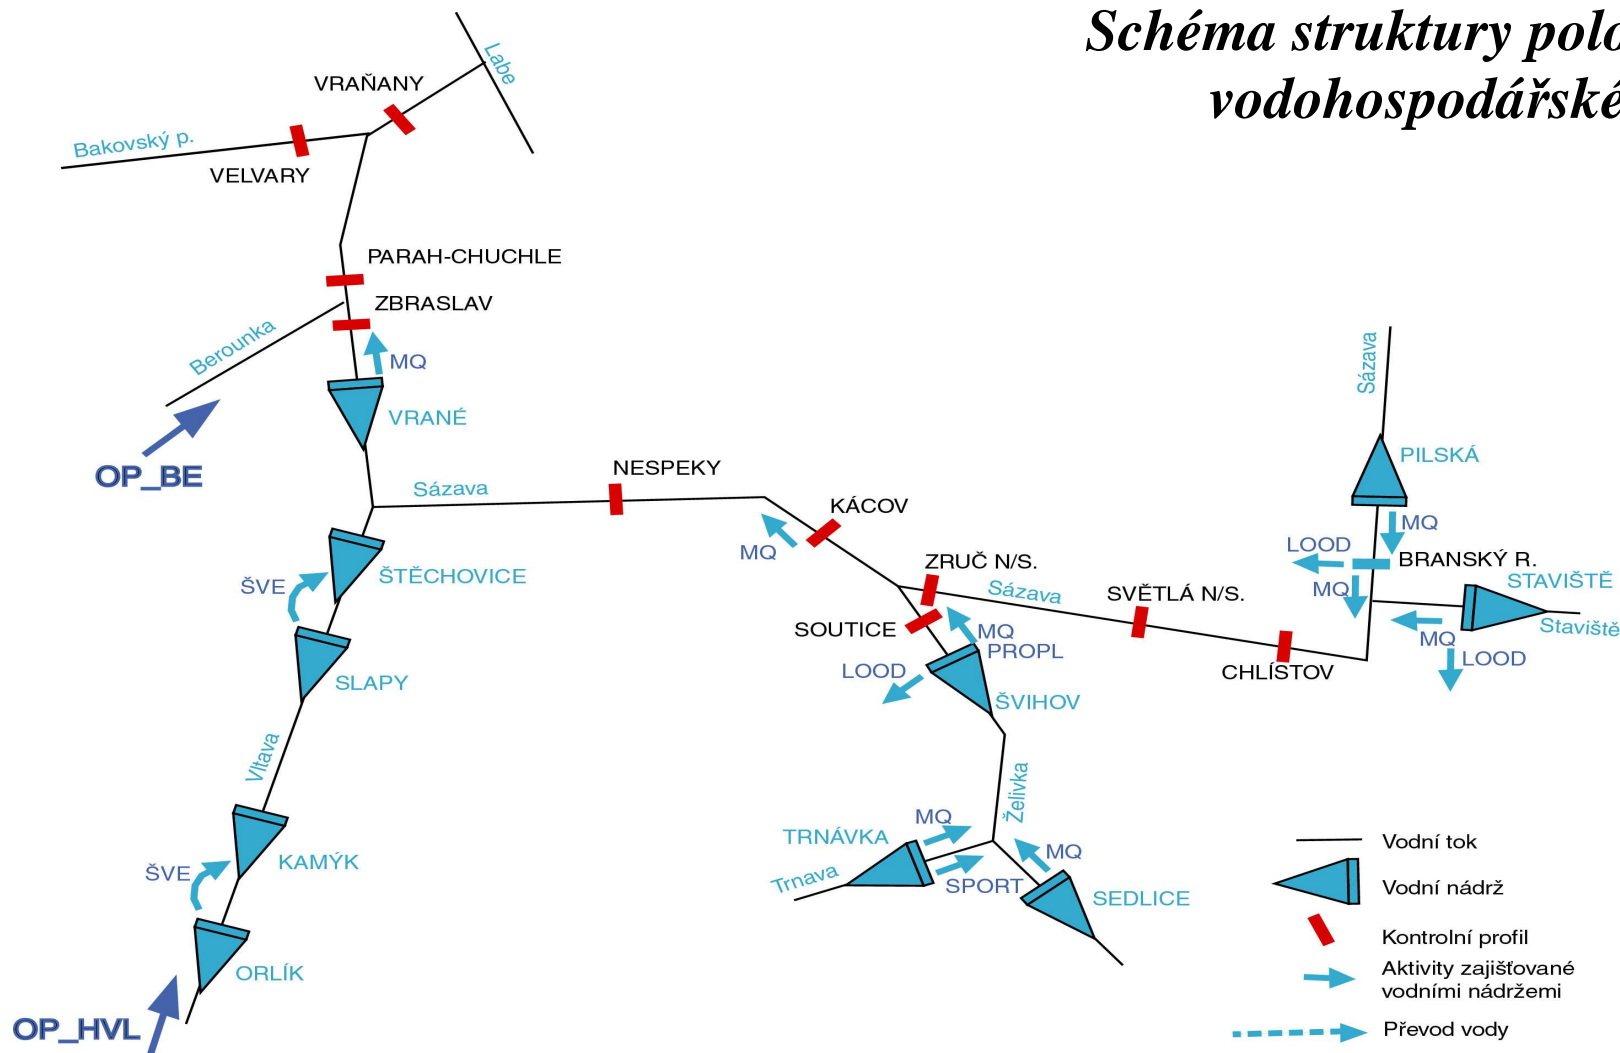 Schéma struktury polo
vodohospodářské
Labe
VRAŇANY
Bakovský p.
VELVARY
PARAH-CHUCHLE
ZBRASLAV
Berounka
MQ
VRANÉ
OP_BE
Sázava
NESPEKY
KÁCOV
MQ
Sázava
PILSKÁ
MQ
LOOD
BRANSKÝ R.
MQ
STAVIŠTĚ
Staviště
MQ
LOOD
ZRUČ N/S.
Sázava
SVĚTLÁ N/S.
CHLÍSTOV
SOUTICE
MQ
PROPL
LOOD
ŠVIHOV
ŠTĚCHOVICE
ŠVE
SLAPY
Vltava
Želivka
TRNÁVKA
MQ
MQ
SPORT
Trnava
SEDLICE
KAMÝK
ŠVE
ORLÍK
OP_HVL
Vodní tok
Vodní nádrž
Kontrolní profil
Aktivity zajišťované
vodními nádržemi
Převod vody